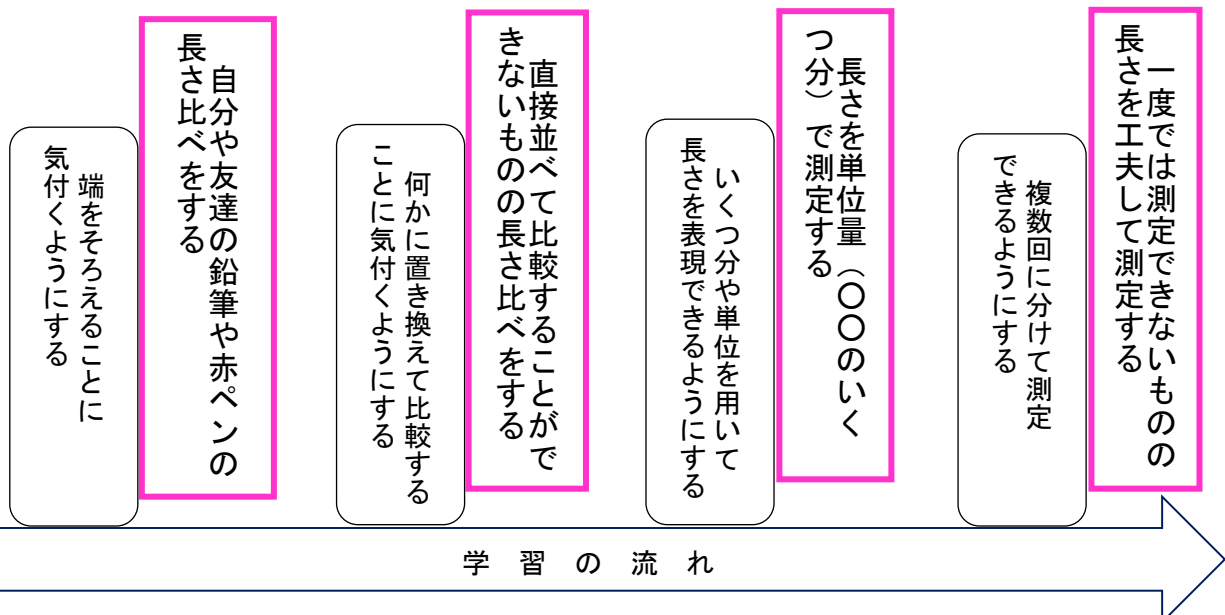 自分や友達の鉛筆や赤ペンの
長さ比べをする
端をそろえることに
気付くようにする
直接並べて比較することがで
きないものの長さ比べをする
何かに置き換えて比較する
ことに気付くようにする
長さを単位量（〇〇のいく
つ分）で測定する
いくつ分や単位を用いて
長さを表現できるようにする
一度では測定できないものの
長さを工夫して測定する
複数回に分けて測定
できるようにする
学習の流れ